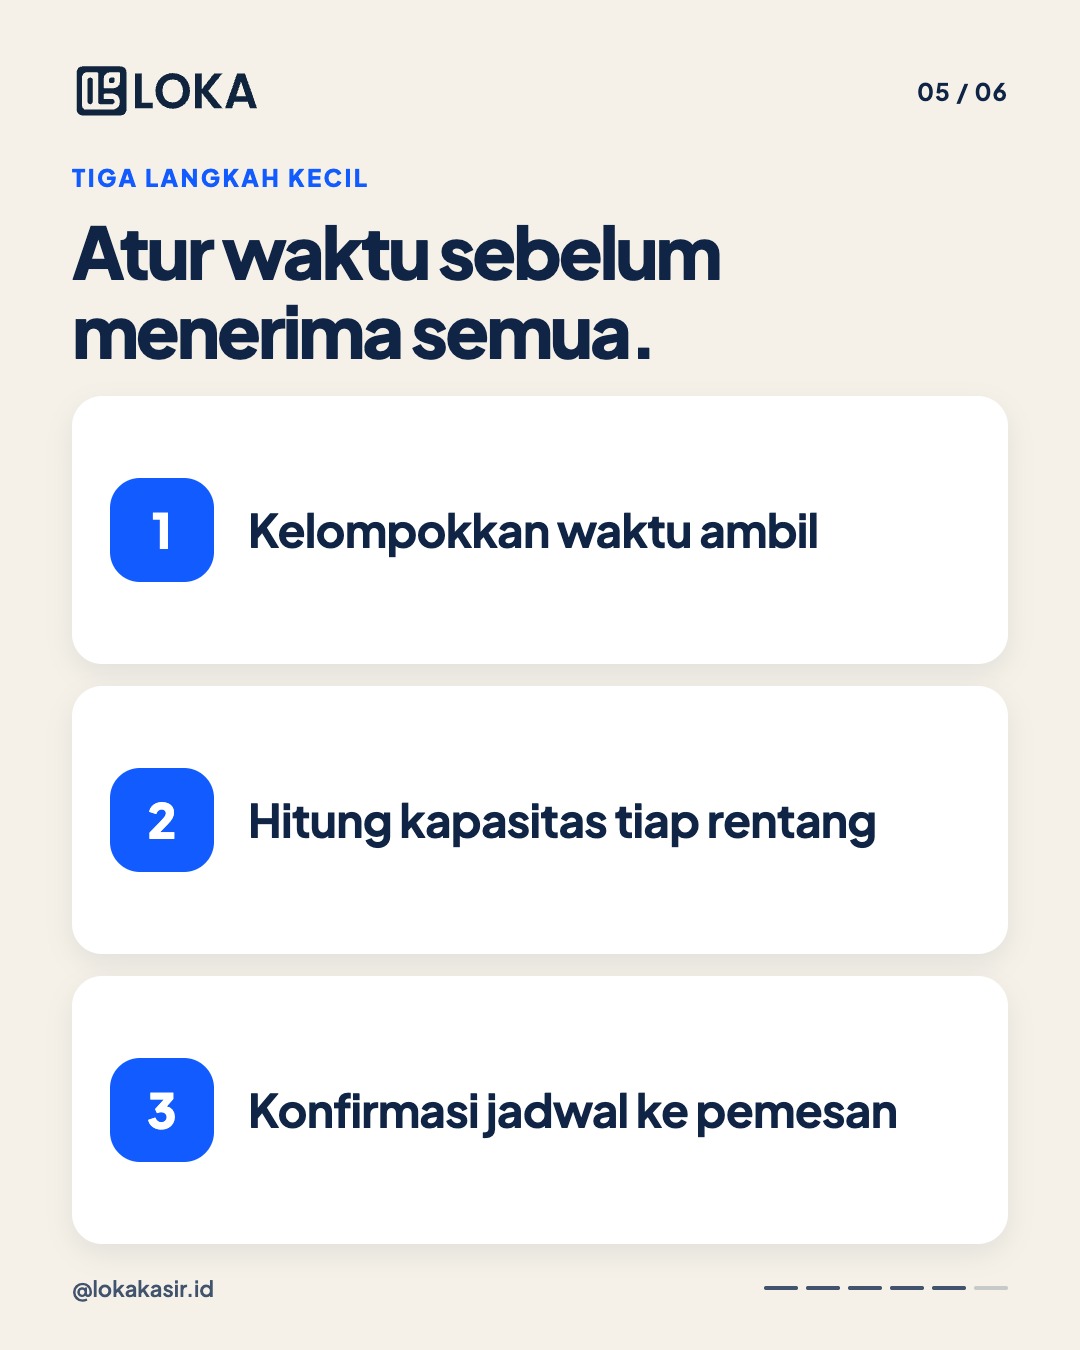 LOKA
05 / 06
TIGA LANGKAH KECIL
Atur waktu sebelum
menerima semua.
1
Kelompokkan waktu ambil
2
Hitung kapasitas tiap rentang
3
Konfirmasi jadwal ke pemesan
@lokakasir.id